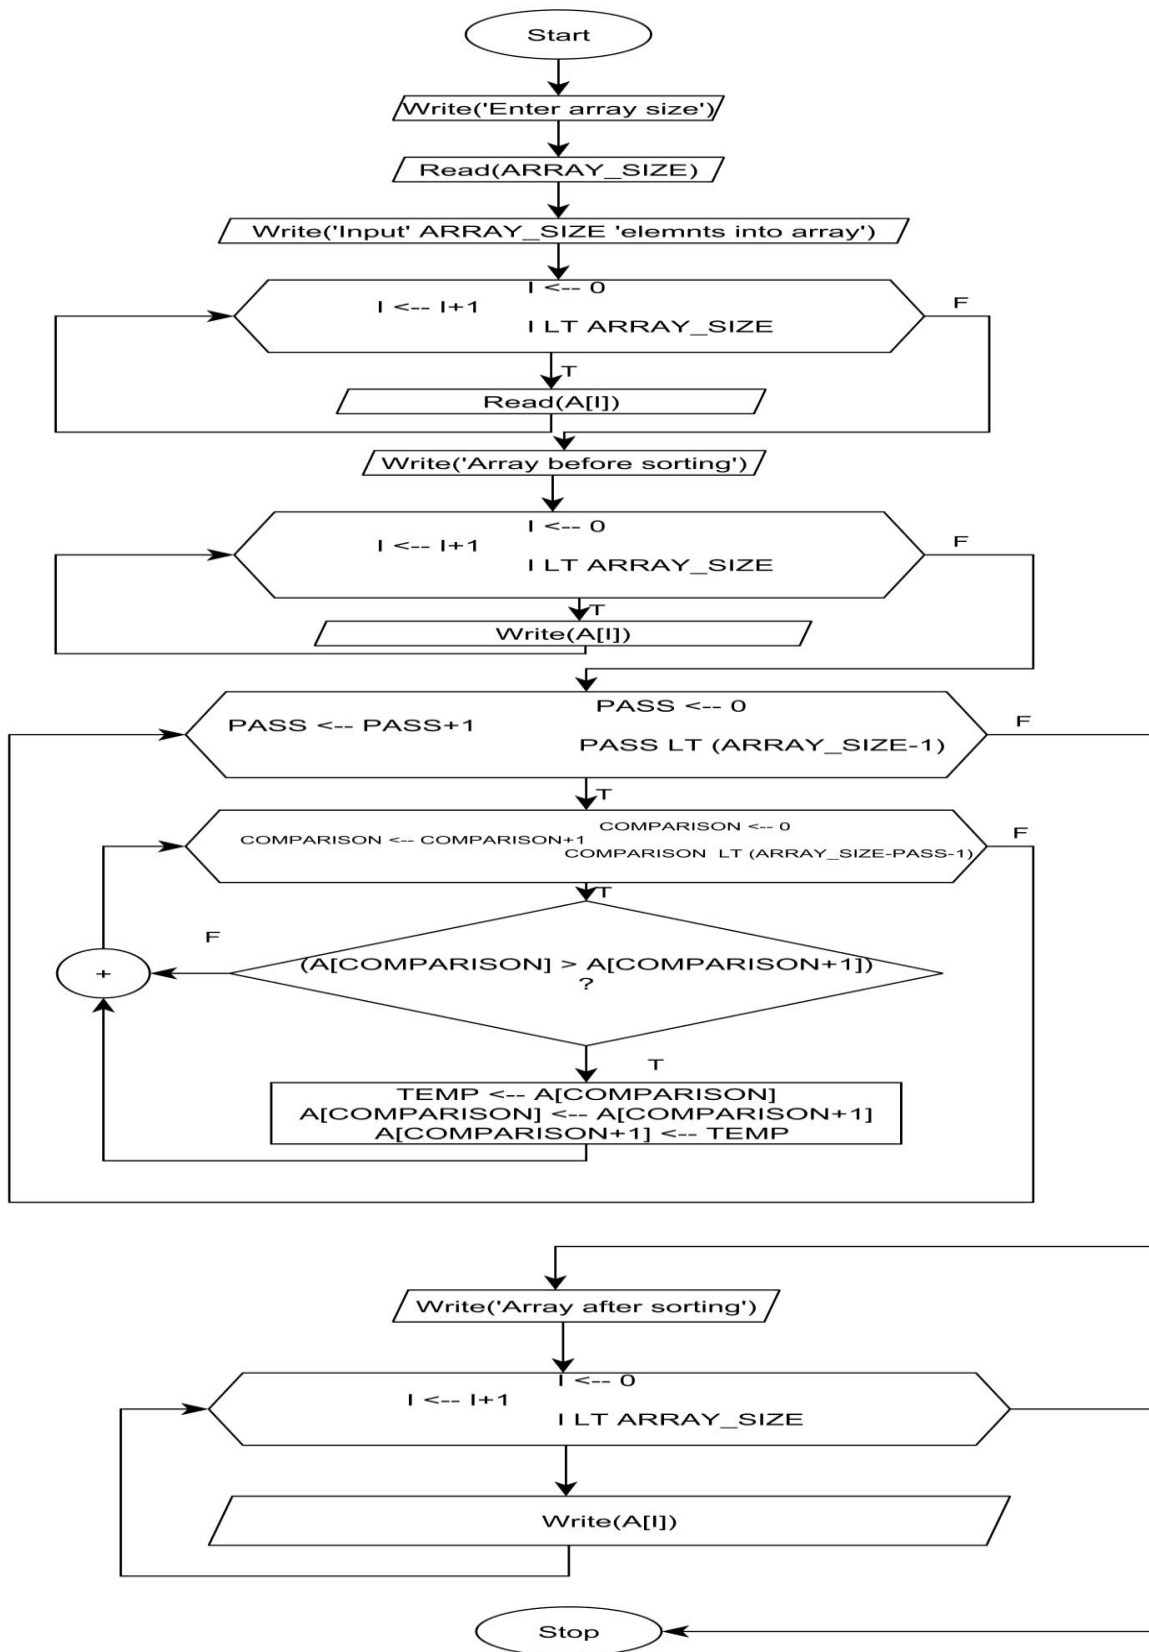 Start
Write('Enter array size')
Read(ARRAY_SIZE)
Write('Input' ARRAY_SIZE 'elemnts into array')
I <-- 0
I <-- I+1
I LT ARRAY_SIZE
F
T
Read(A[I])
Write('Array before sorting')
I <-- 0
I <-- I+1
I LT ARRAY_SIZE
F
T
Write(A[I])
PASS <-- 0
PASS <-- PASS+1
PASS LT (ARRAY_SIZE-1)
F
T
COMPARISON <-- 0
COMPARISON <-- COMPARISON+1
COMPARISON LT (ARRAY_SIZE-PASS-1)
F
T
F
+
(A[COMPARISON] > A[COMPARISON+1])
?
T
TEMP <-- A[COMPARISON]
A[COMPARISON] <-- A[COMPARISON+1]
A[COMPARISON+1] <-- TEMP
Write('Array after sorting')
I <-- 0
I <-- I+1
I LT ARRAY_SIZE
Write(A[I])
Stop